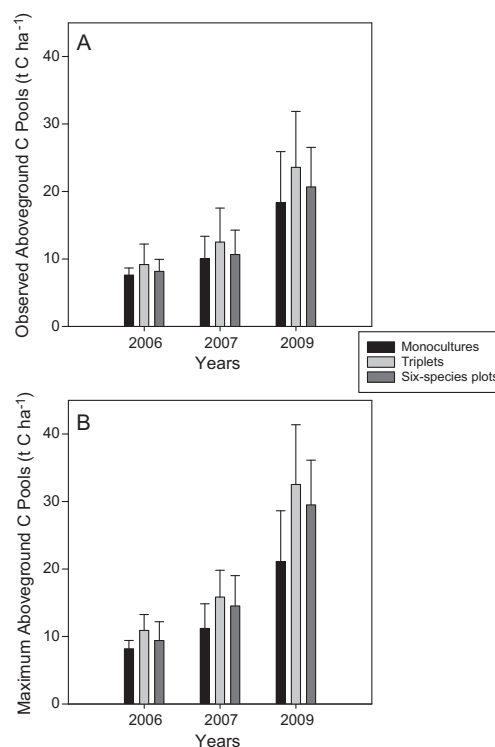 A
Observed Aboveground C Pools (t C ha⁻¹)
40
30
20
10
0
2006 2007 2009
Years
Monocultures
Triplets
Six-species plots
B
Maximum Aboveground C Pools (t C ha⁻¹)
40
30
20
10
0
2006 2007 2009
Years